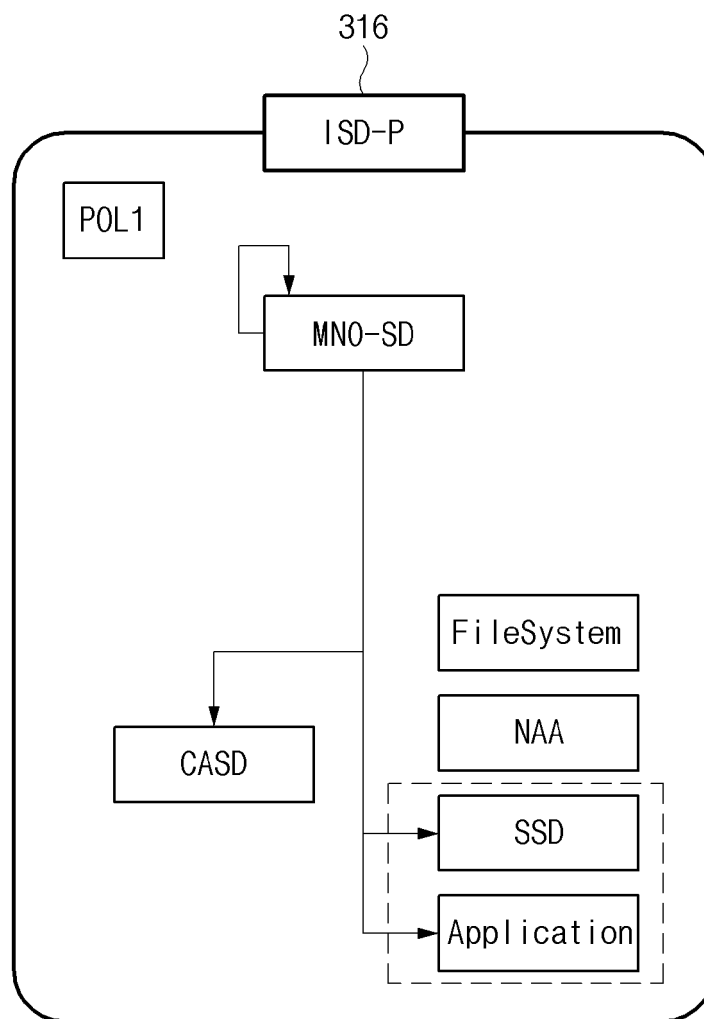 316
ISD-P
POL1
MNO-SD
FileSystem
NAA
CASD
SSD
Application